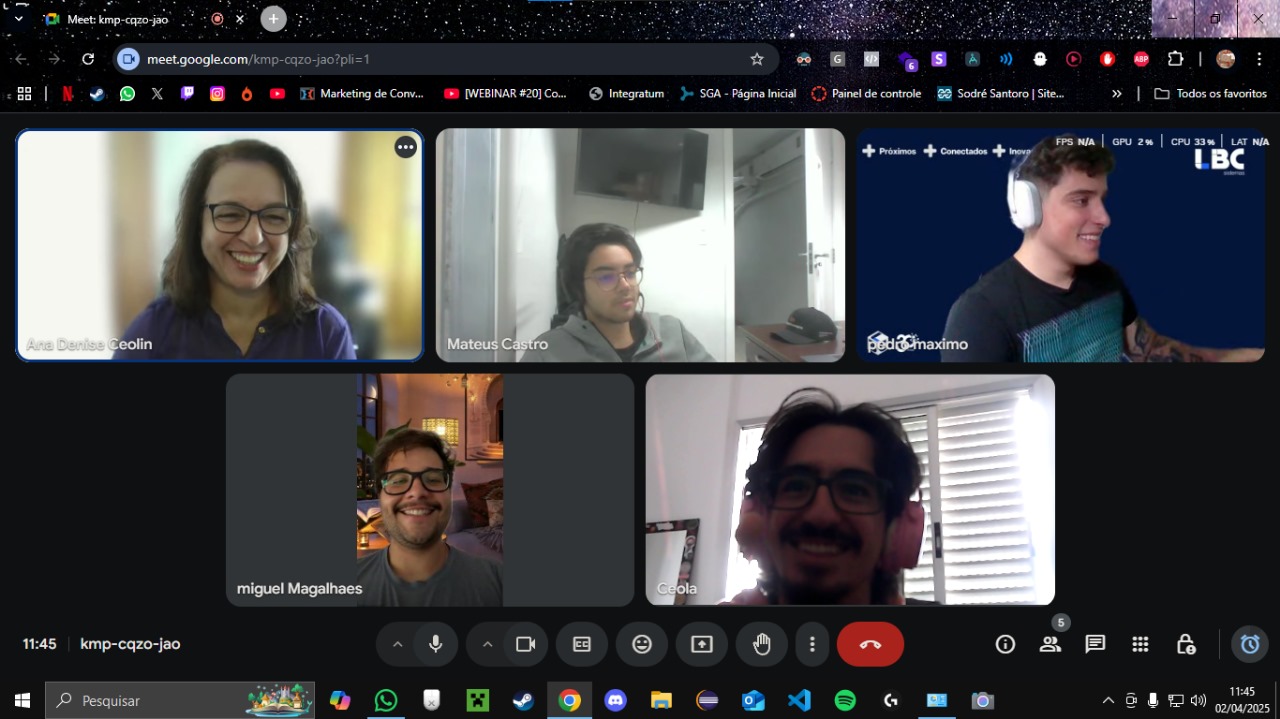 Meet: kmp-cqzo-jao
meet.google.com/kmp-cqzo-jao?pli=1
Marketing de Conv...
[WEBINAR #20] Co...
Integratum
SGA - Página Inicial
Painel de controle
Sodré Santoro | Site...
»
Todos os favoritos
G
6
S
ABP
Próximos
Conectados
Inova
FPS N/A | GPU 2 % | CPU 33 % | LAT N/A
LBC
Ana Denise Ceolin
Mateus Castro
pedro maximo
miguel Magalhaes
Ceola
11:45 | kmp-cqzo-jao
CC
5
Pesquisar
11:45
02/04/2025